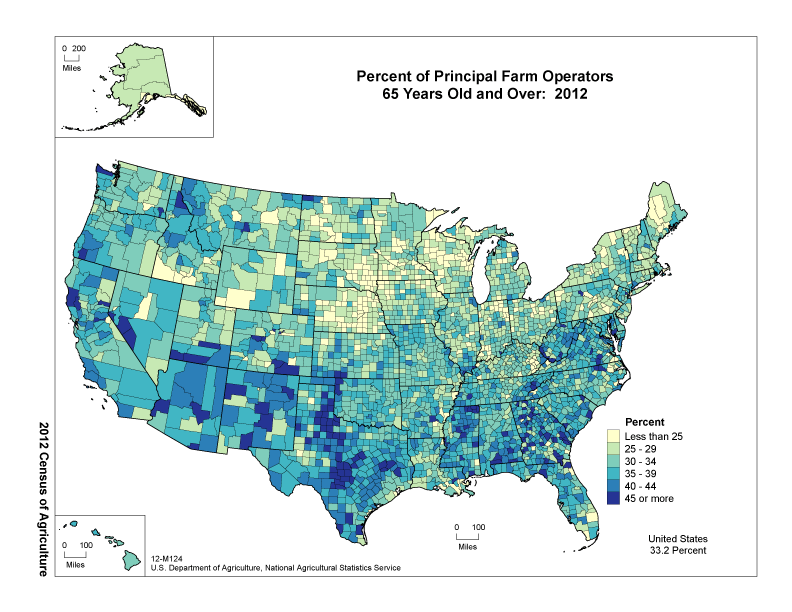 0 200
Miles
Percent of Principal Farm Operators
65 Years Old and Over: 2012
Percent
Less than 25
25 - 29
30 - 34
35 - 39
40 - 44
45 or more
0 100
Miles
United States
33.2 Percent
0 100
Miles
12-M124
U.S. Department of Agriculture, National Agricultural Statistics Service
2012 Census of Agriculture